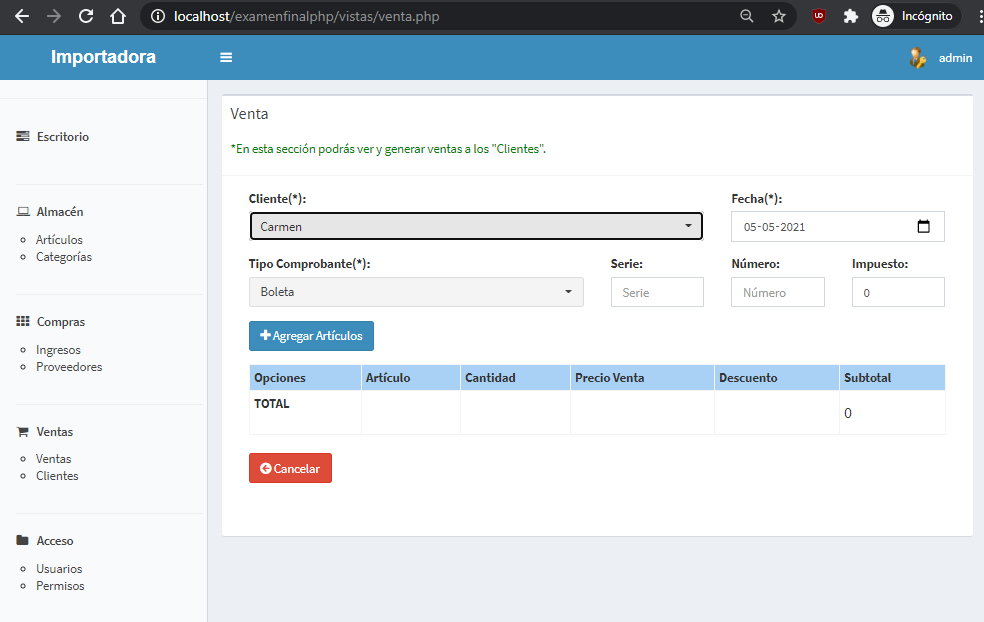 localhost/examenfinalphp/vistas/venta.php
UD
Incógnito
Importadora
admin
Escritorio
Almacén
Artículos
Categorías
Compras
Ingresos
Proveedores
Ventas
Ventas
Clientes
Acceso
Usuarios
Permisos
Venta
*En esta sección podrás ver y generar ventas a los "Clientes".
Cliente(*): Fecha(*):
Carmen 05-05-2021
Tipo Comprobante(*): Serie: Número: Impuesto:
Boleta Serie Número 0
Agregar Artículos
Opciones Artículo Cantidad Precio Venta Descuento Subtotal
TOTAL 0
Cancelar